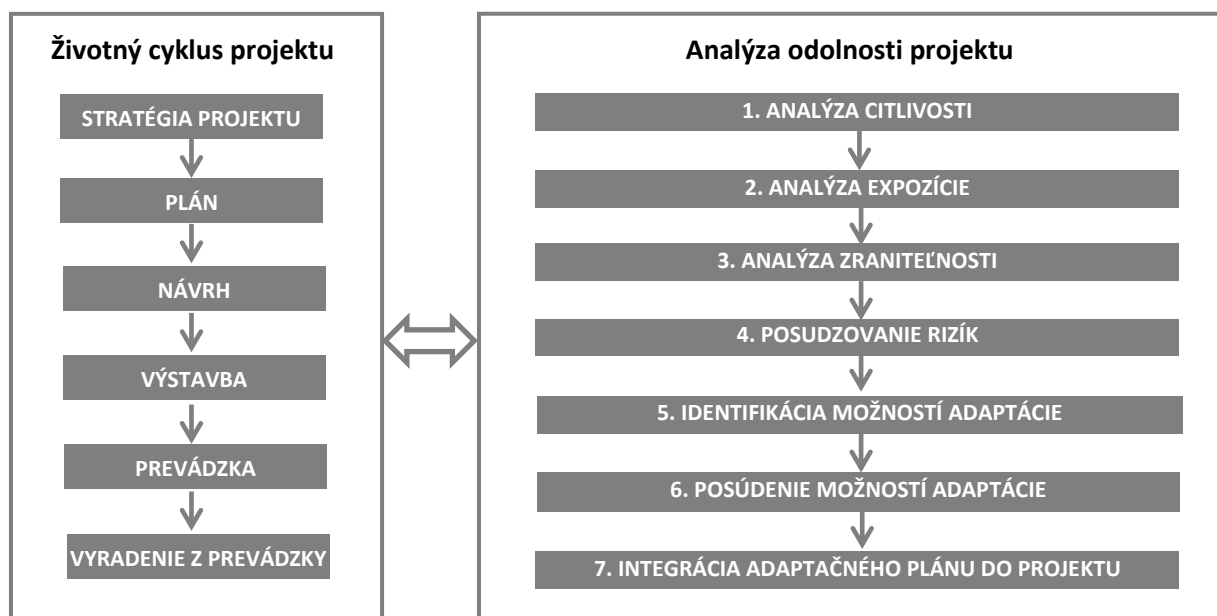 Životný cyklus projektu
STRATÉGIA PROJEKTU
PLÁN
NÁVRH
VÝSTAVBA
PREVÁDZKA
VYRADENIE Z PREVÁDZKY
Analýza odolnosti projektu
1. ANALÝZA CITLIVOSTI
2. ANALÝZA EXPOZÍCIE
3. ANALÝZA ZRANITEĽNOSTI
4. POSUDZOVANIE RIZÍK
5. IDENTIFIKÁCIA MOŽNOSTÍ ADAPTÁCIE
6. POSÚDENIE MOŽNOSTÍ ADAPTÁCIE
7. INTEGRÁCIA ADAPTAČNÉHO PLÁNU DO PROJEKTU